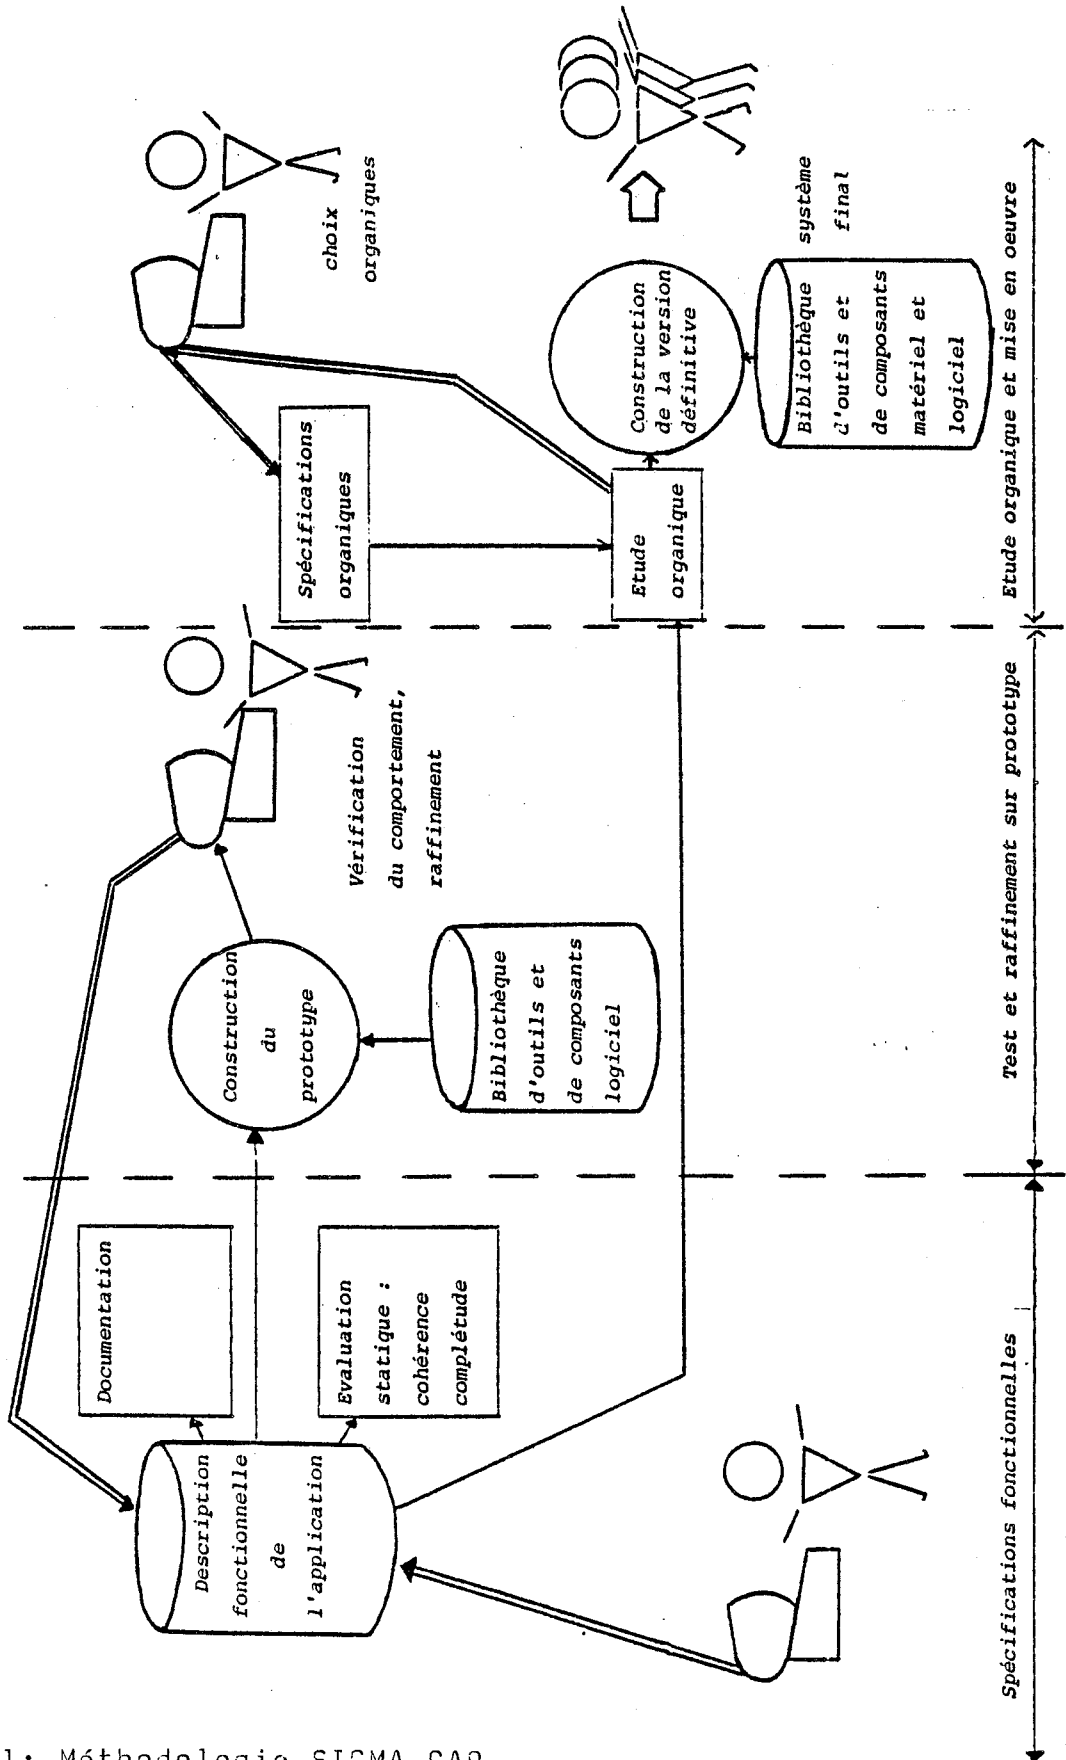 Description
fonctionnelle
de
l'application
Documentation
Evaluation
statique :
cohérence
complétude
Construction
du
prototype
Bibliothèque
d'outils et
de composants
logiciel
Vérification
du comportement,
raffinement
Spécifications
organiques
choix
organiques
Etude
organique
Construction
de la version
définitive
Bibliothèque
d'outils et
de composants
matériel et
logiciel
système
final
Spécifications fonctionnelles
Test et raffinement sur prototype
Etude organique et mise en oeuvre
1: Méthodologie SIGMA CAO